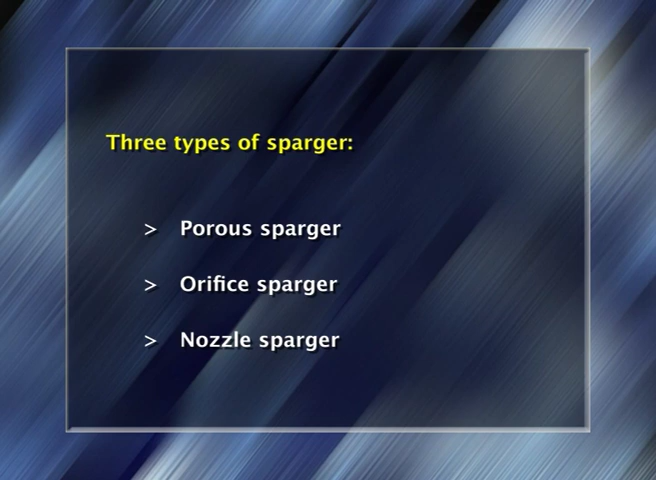 Three types of sparger:
> Porous sparger
> Orifice sparger
> Nozzle sparger